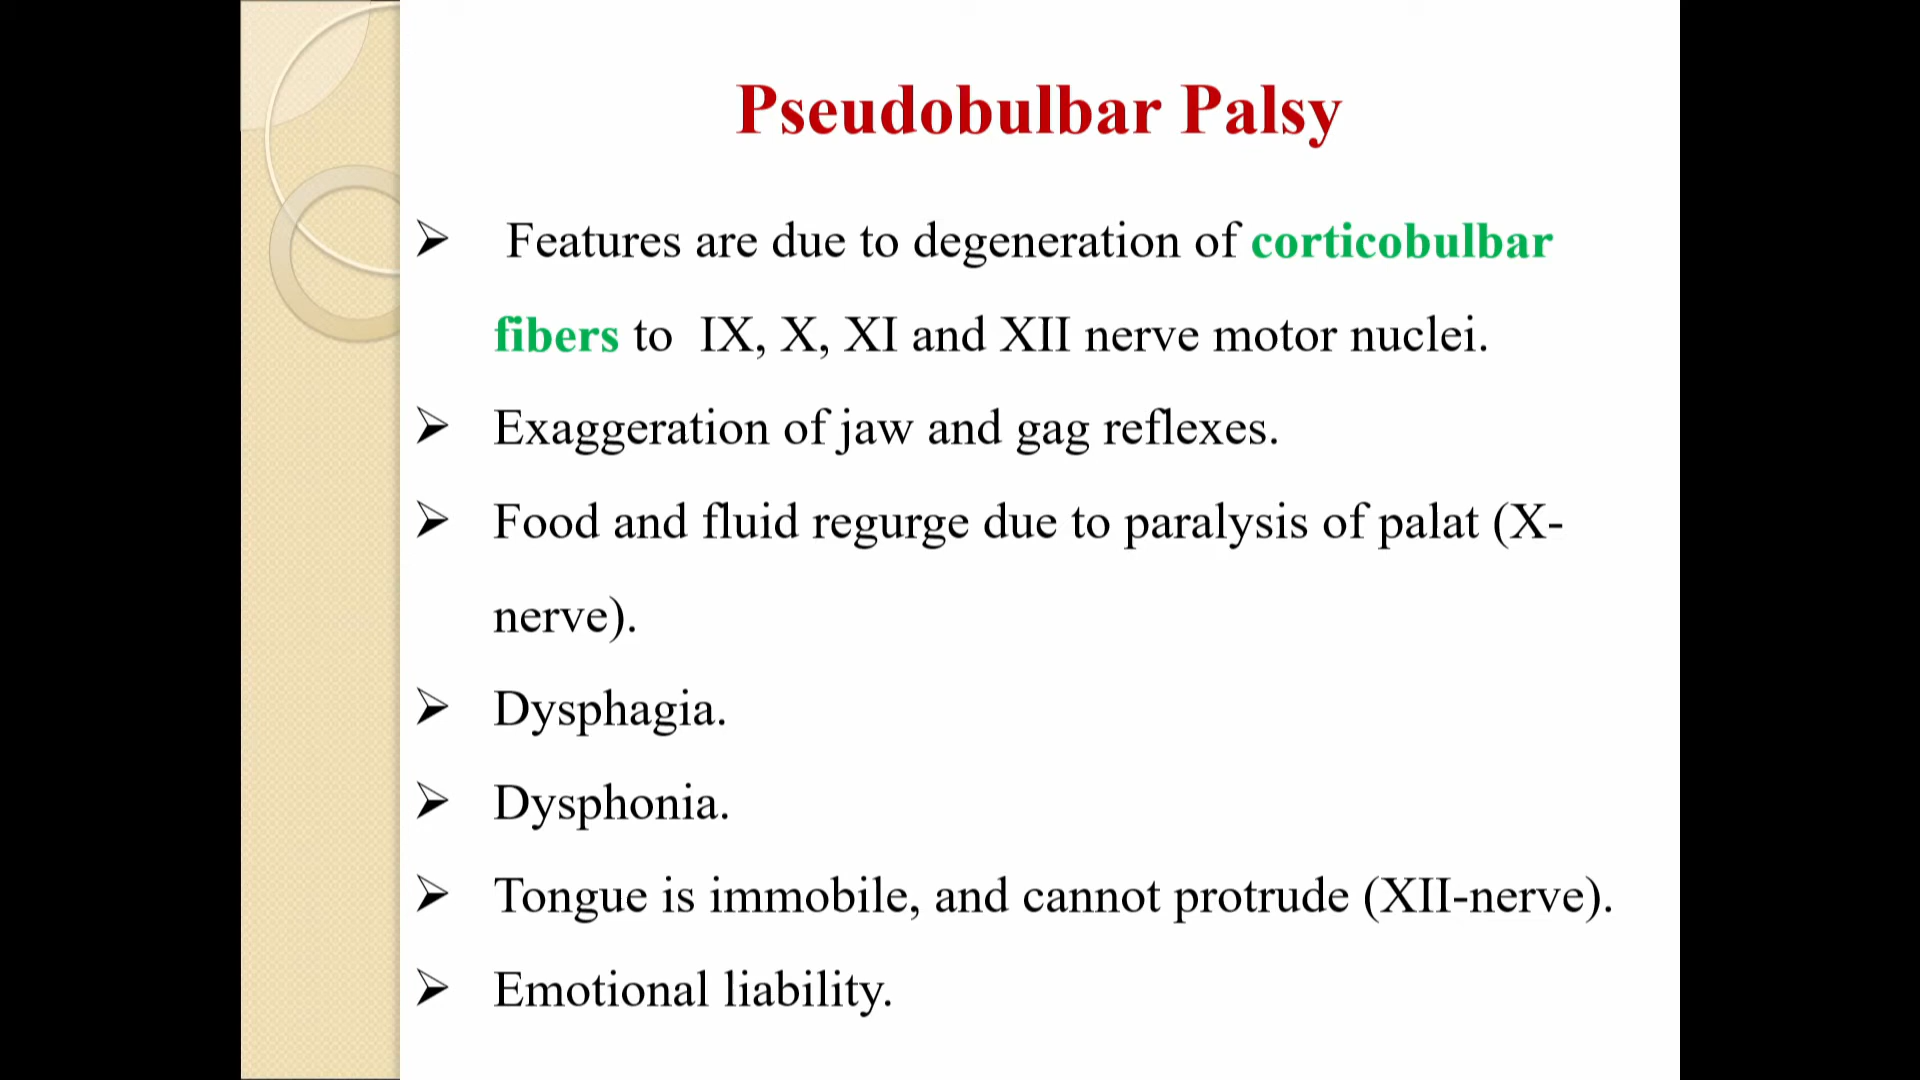 Pseudobulbar Palsy
➢ Features are due to degeneration of corticobulbar
fibers to IX, X, XI and XII nerve motor nuclei.
➢ Exaggeration of jaw and gag reflexes.
➢ Food and fluid regurge due to paralysis of palat (X-
nerve).
➢ Dysphagia.
➢ Dysphonia.
➢ Tongue is immobile, and cannot protrude (XII-nerve).
➢ Emotional liability.